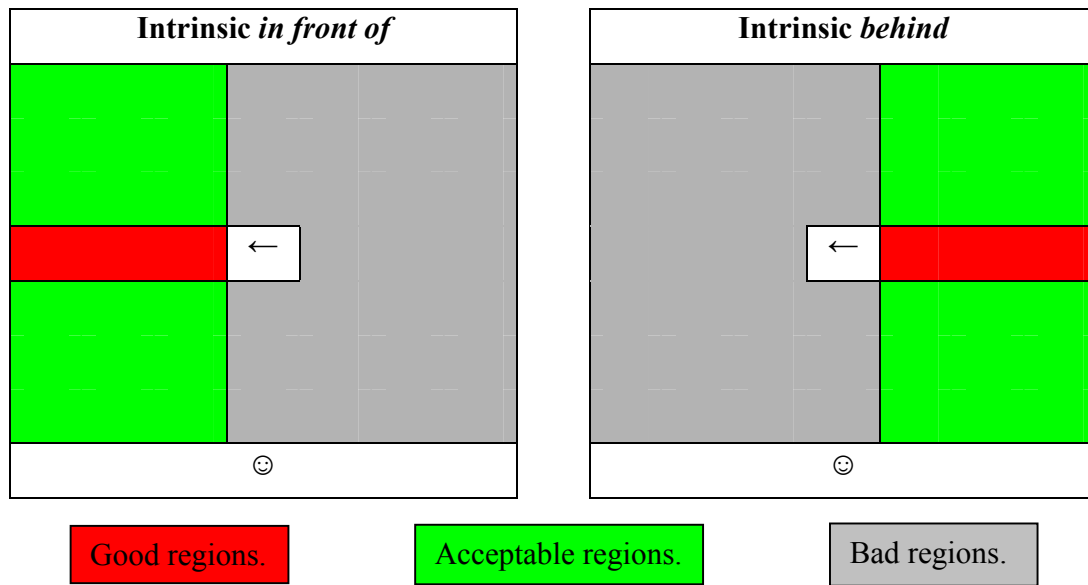 Intrinsic in front of
Intrinsic behind
←
←
☺
☺
Good regions.
Acceptable regions.
Bad regions.